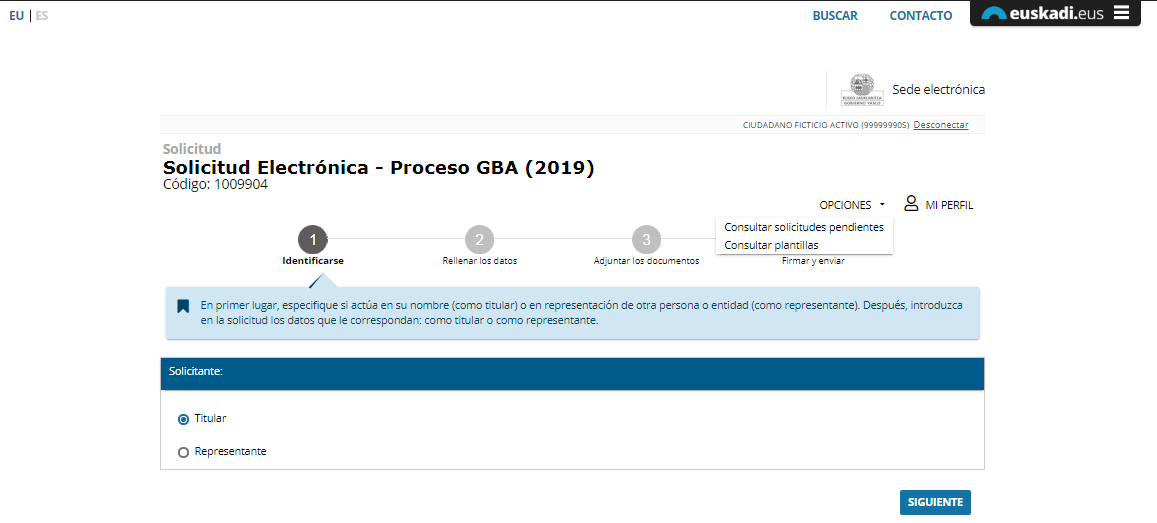 EU | ES
BUSCAR
CONTACTO
euskadi.eus
EUSKO JAURLARITZA
GOBIERNO VASCO
Sede electrónica
CIUDADANO FICTICIO ACTIVO (99999990S) Desconectar
Solicitud
Solicitud Electrónica - Proceso GBA (2019)
Código: 1009904
OPCIONES
MI PERFIL
Consultar solicitudes pendientes
Consultar plantillas
1
2
3
Identificarse
Rellenar los datos
Adjuntar los documentos
Firmar y enviar
En primer lugar, especifique si actúa en su nombre (como titular) o en representación de otra persona o entidad (como representante). Después, introduzca
en la solicitud los datos que le correspondan: como titular o como representante.
Solicitante:
Titular
Representante
SIGUIENTE